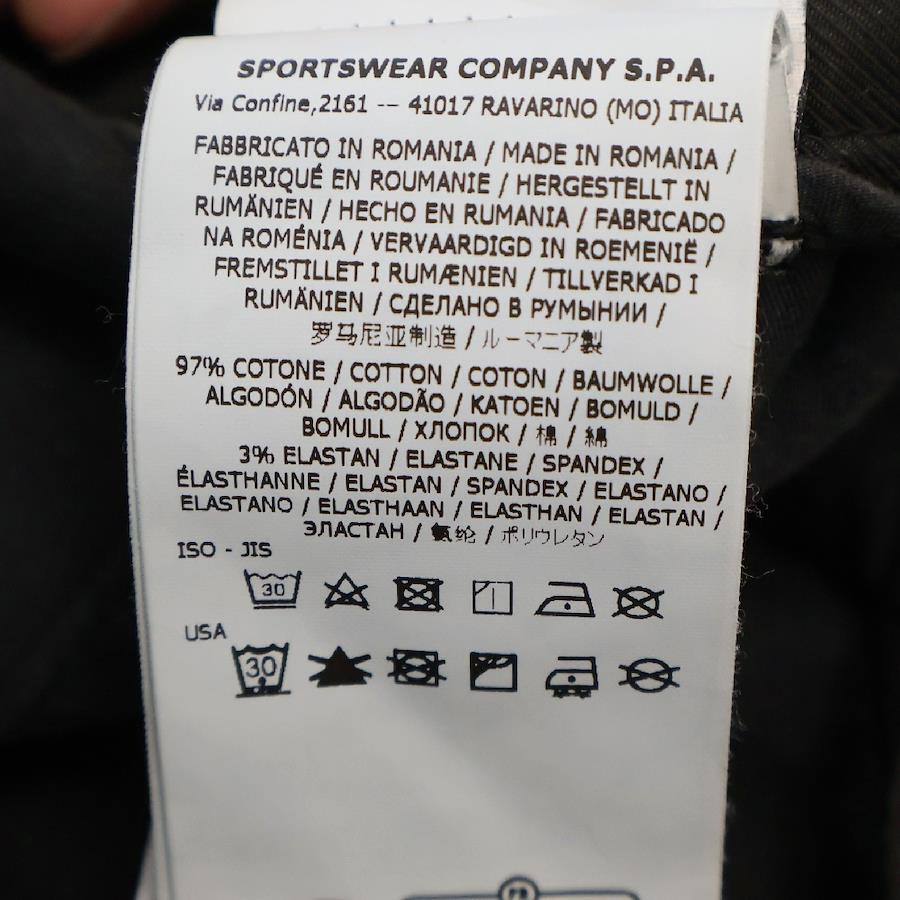 SPORTSWEAR COMPANY S.P.A.
Via Confine,2161 -- 41017 RAVARINO (MO) ITALIA
FABBRICATO IN ROMANIA / MADE IN ROMANIA /
FABRIQUÉ EN ROUMANIE / HERGESTELLT IN
RUMÄNIEN / HECHO EN RUMANIA / FABRICADO
NA ROMÉNIA / VERVAARDIGD IN ROEMENIË /
FREMSTILLET I RUMÆNIEN / TILLVERKAD I
RUMÄNIEN / СДЕЛАНО В РУМЫНИИ /
罗马尼亚制造 / ルーマニア製
97% COTONE / COTTON / COTON / BAUMWOLLE /
ALGODÓN / ALGODÃO / KATOEN / BOMULD /
BOMULL / ХЛОПОК / 棉 / 綿
3% ELASTAN / ELASTANE / SPANDEX /
ÉLASTHANNE / ELASTAN / SPANDEX / ELASTANO /
ELASTANO / ELASTHAAN / ELASTHAN / ELASTAN /
ЭЛАСТАН / 氨纶 / ポリウレタン
ISO - JIS
30
USA
30